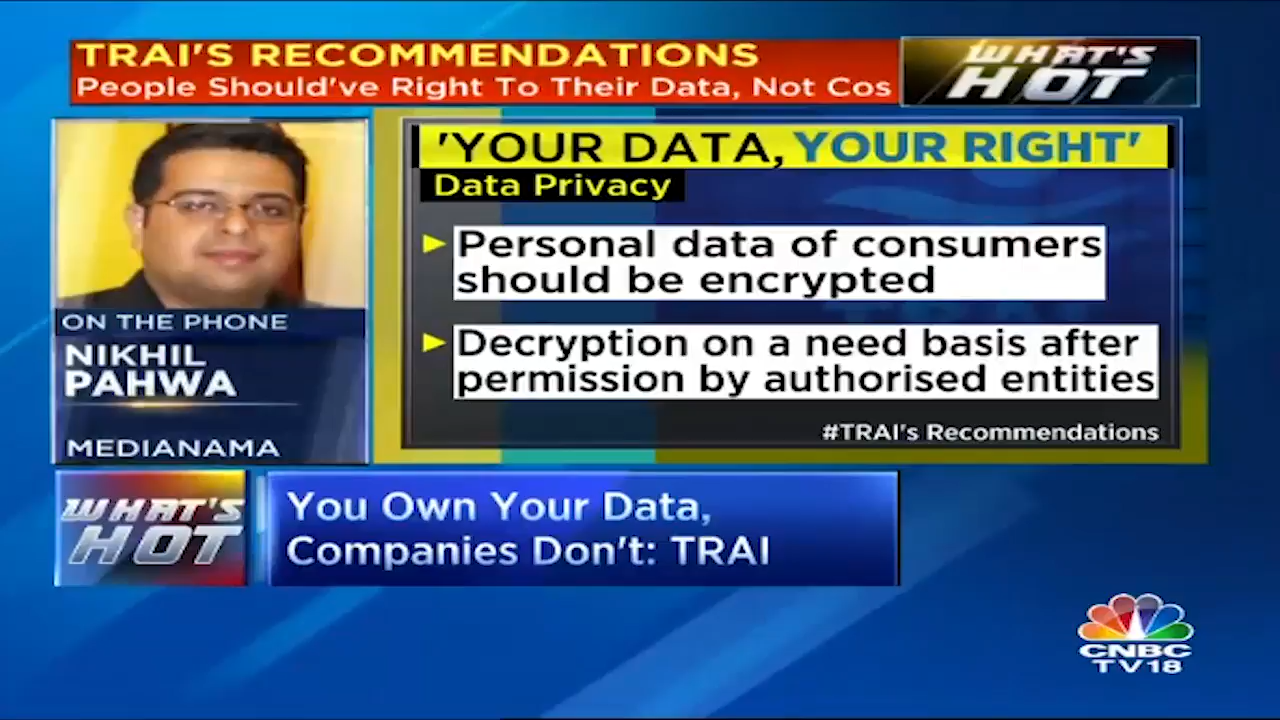 TRAI'S RECOMMENDATIONS
People Should've Right To Their Data, Not Cos
WHAT'S
HOT
'YOUR DATA, YOUR RIGHT'
Data Privacy
Personal data of consumers
should be encrypted
Decryption on a need basis after
permission by authorised entities
#TRAI's Recommendations
ON THE PHONE
NIKHIL
PAHWA
MEDIANAMA
WHAT'S
HOT
You Own Your Data,
Companies Don't: TRAI
CNBC
TV18